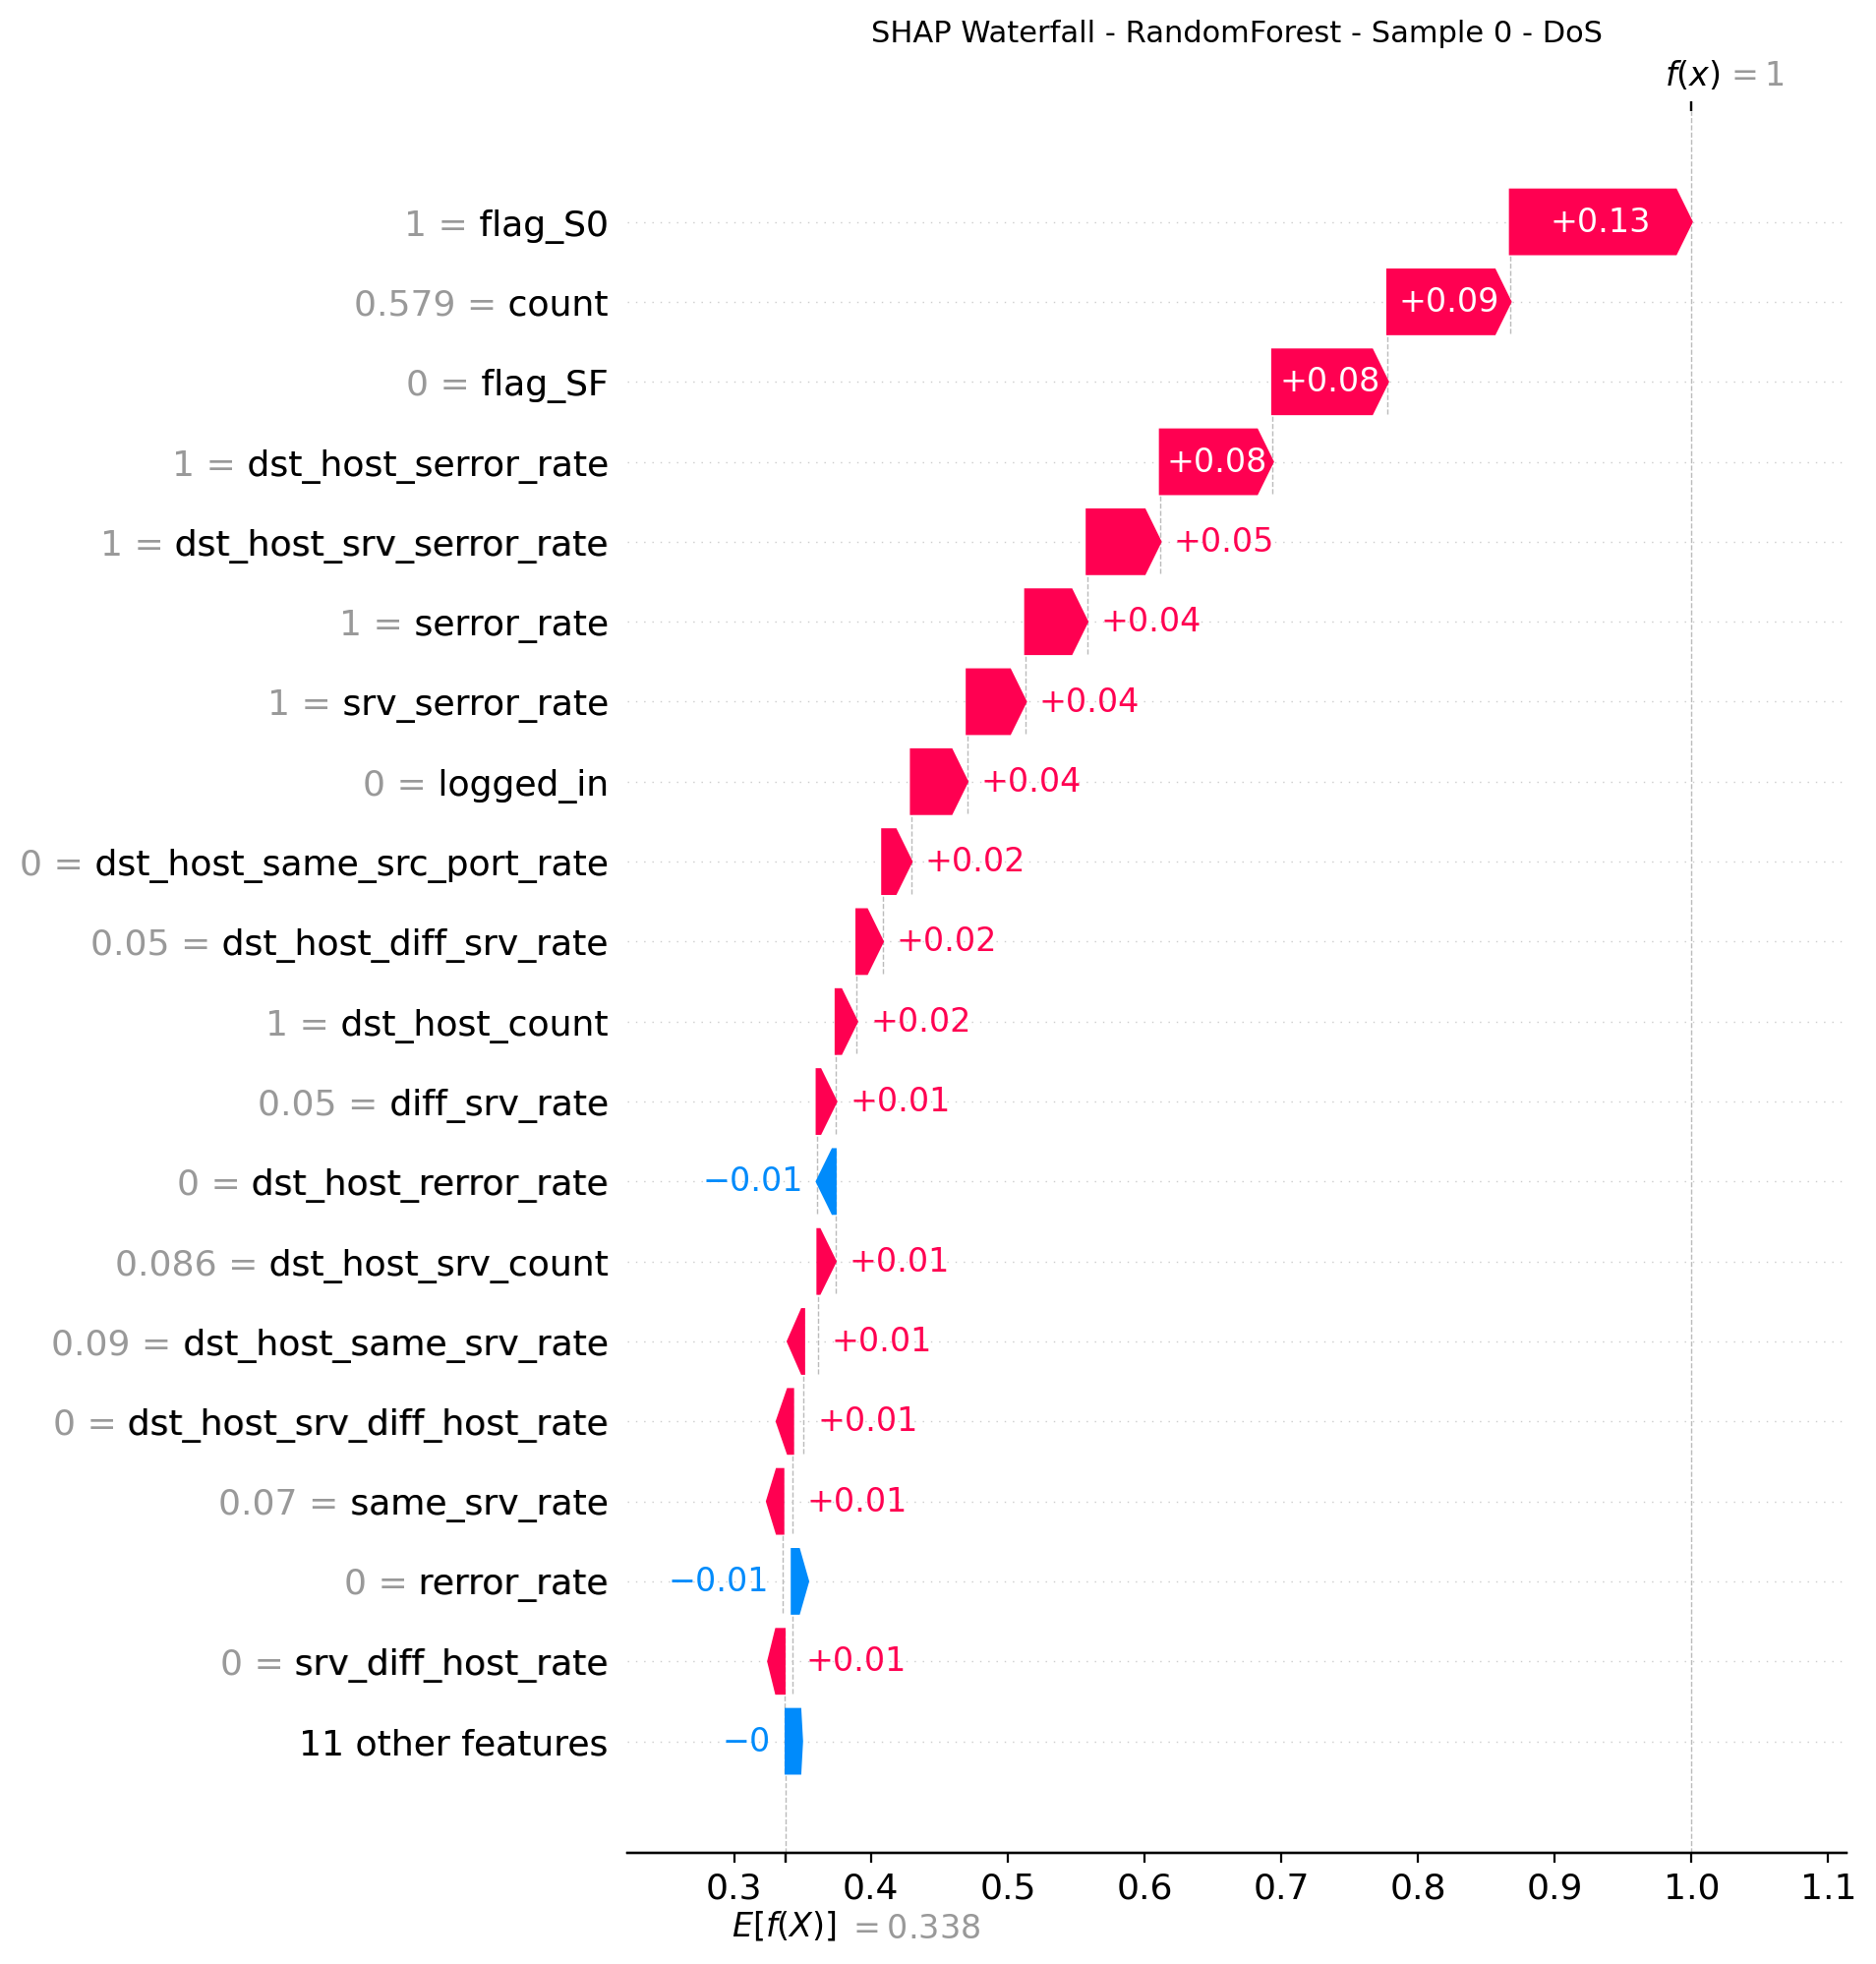 SHAP Waterfall - RandomForest - Sample 0 - DoS
f(x) = 1
1 = flag_S0 +0.13
0.579 = count +0.09
0 = flag_SF +0.08
1 = dst_host_serror_rate +0.08
1 = dst_host_srv_serror_rate +0.05
1 = serror_rate +0.04
1 = srv_serror_rate +0.04
0 = logged_in +0.04
0 = dst_host_same_src_port_rate +0.02
0.05 = dst_host_diff_srv_rate +0.02
1 = dst_host_count +0.02
0.05 = diff_srv_rate +0.01
0 = dst_host_rerror_rate −0.01
0.086 = dst_host_srv_count +0.01
0.09 = dst_host_same_srv_rate +0.01
0 = dst_host_srv_diff_host_rate +0.01
0.07 = same_srv_rate +0.01
0 = rerror_rate −0.01
0 = srv_diff_host_rate +0.01
11 other features −0
0.3 0.4 0.5 0.6 0.7 0.8 0.9 1.0 1.1
E[f(X)] = 0.338